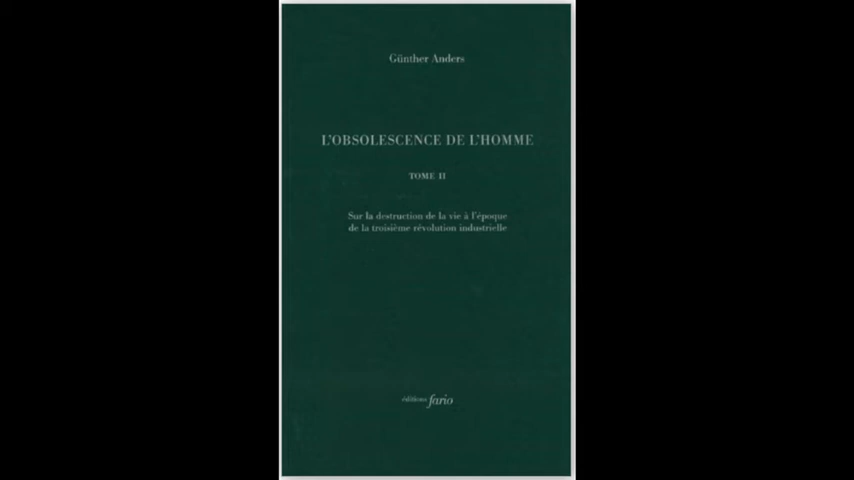 Günther Anders
L'OBSOLESCENCE DE L'HOMME
TOME II
Sur la destruction de la vie à l'époque
de la troisième révolution industrielle
éditions fario